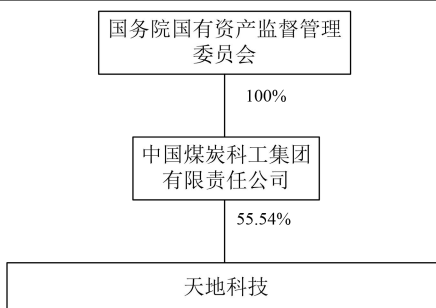 国务院国有资产监督管理
委员会
100%
中国煤炭科工集团
有限责任公司
55.54%
天地科技